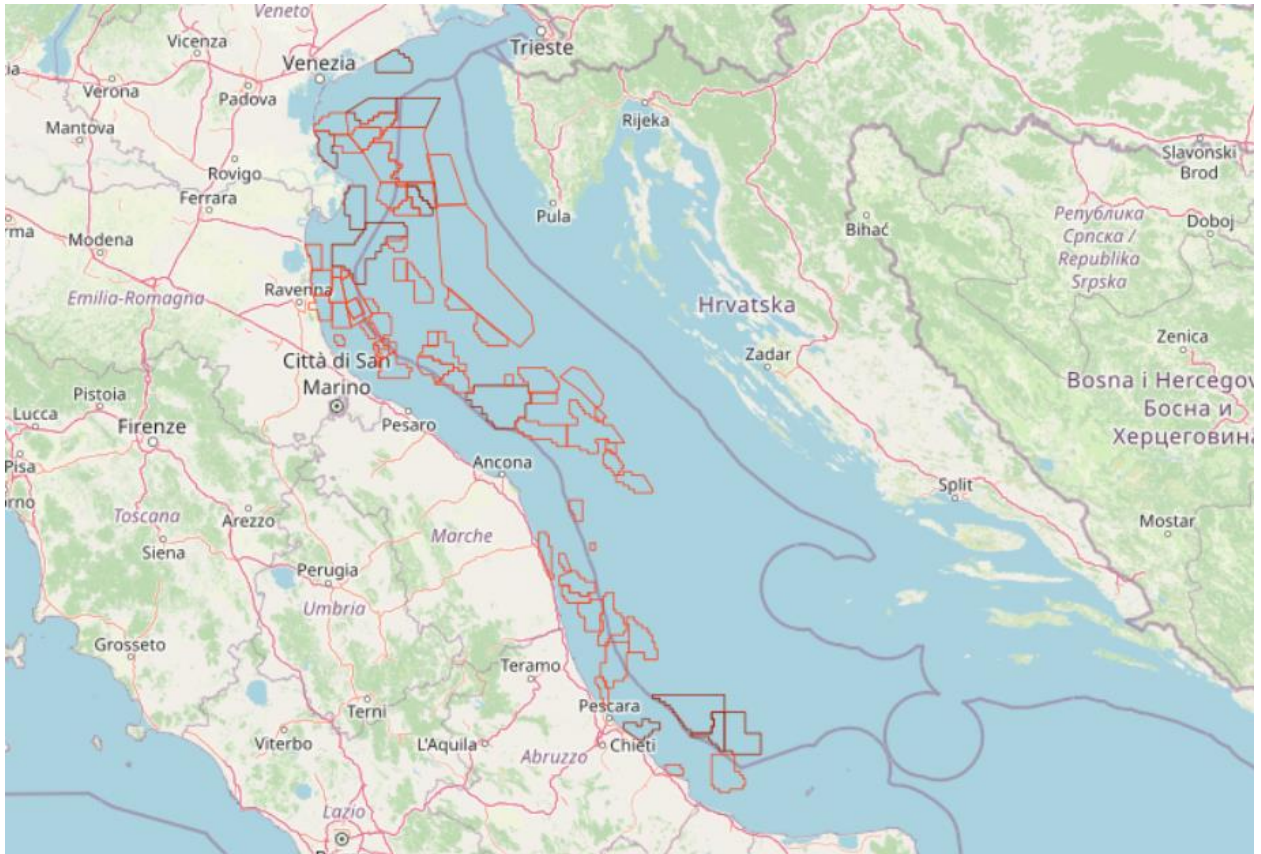 Veneto
Vicenza
Venezia
Trieste
Verona
Padova
Mantova
Rijeka
Rovigo
Slavonski
Brod
Ferrara
Pula
Bihać
Република
Српска /
Republika
Srpska
Doboj
Modena
Ravenna
Emilia-Romagna
Hrvatska
Zenica
Zadar
Città di San
Marino
Pistoia
Lucca
Firenze
Pesaro
Bosna i Hercegov
Босна и
Херцеговина
Pisa
Ancona
Split
Mostar
Toscana
Arezzo
Siena
Marche
Perugia
Umbria
Grosseto
Teramo
Terni
Pescara
Viterbo
L'Aquila
Chieti
Abruzzo
Lazio